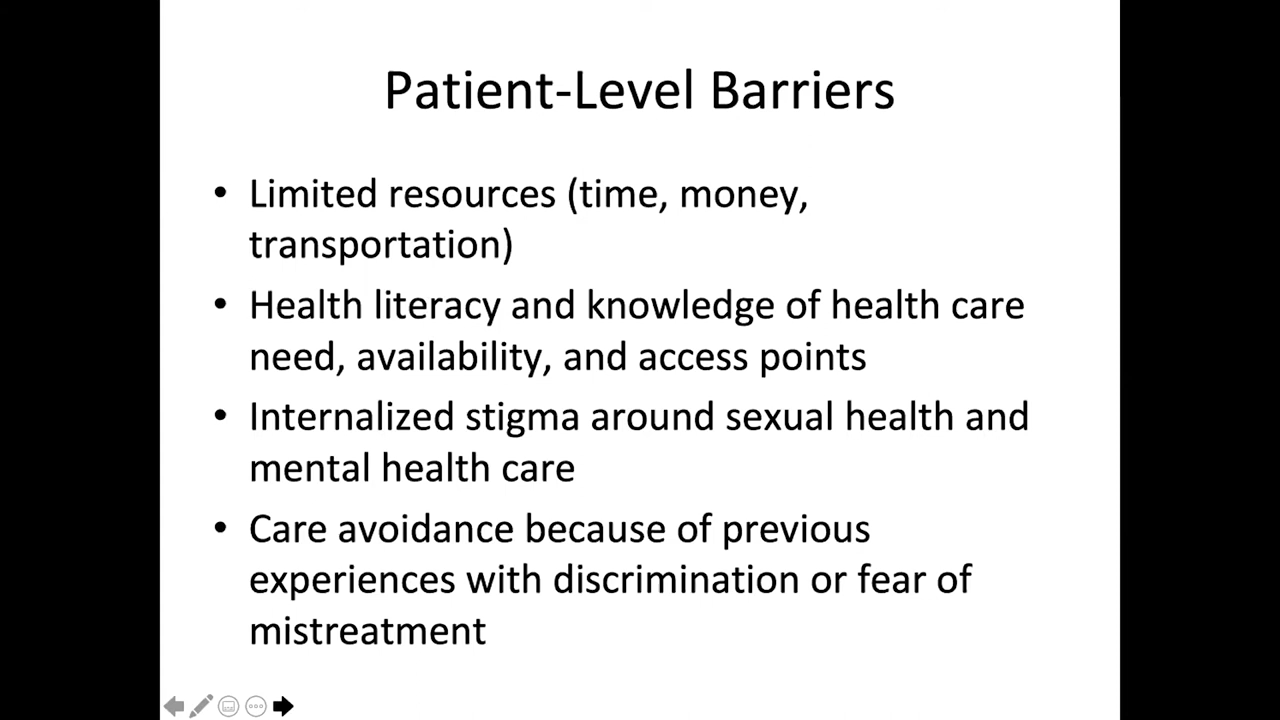 Patient-Level Barriers
• Limited resources (time, money,
transportation)
• Health literacy and knowledge of health care
need, availability, and access points
• Internalized stigma around sexual health and
mental health care
• Care avoidance because of previous
experiences with discrimination or fear of
mistreatment